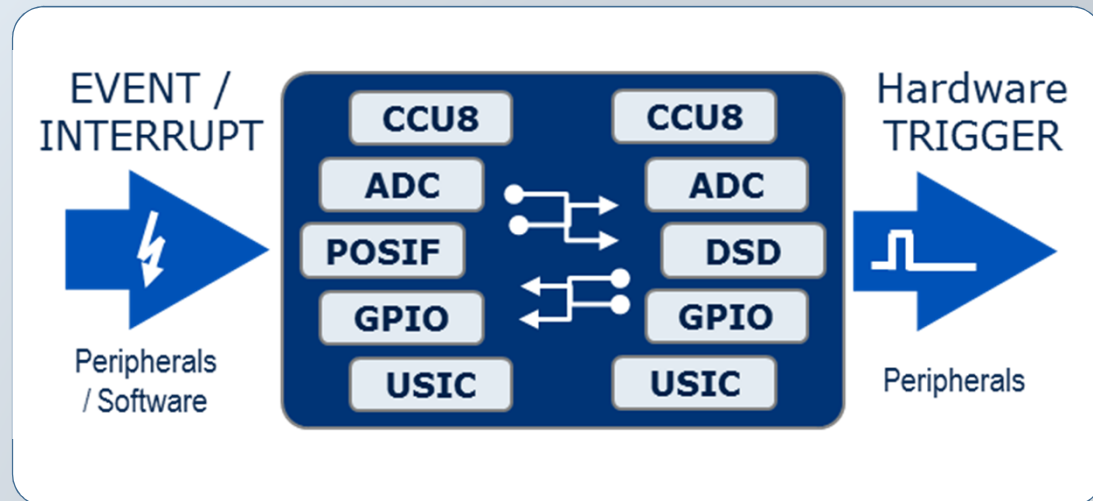 EVENT /
INTERRUPT
Peripherals
/ Software
CCU8
ADC
POSIF
GPIO
USIC
CCU8
ADC
DSD
GPIO
USIC
Hardware
TRIGGER
Peripherals